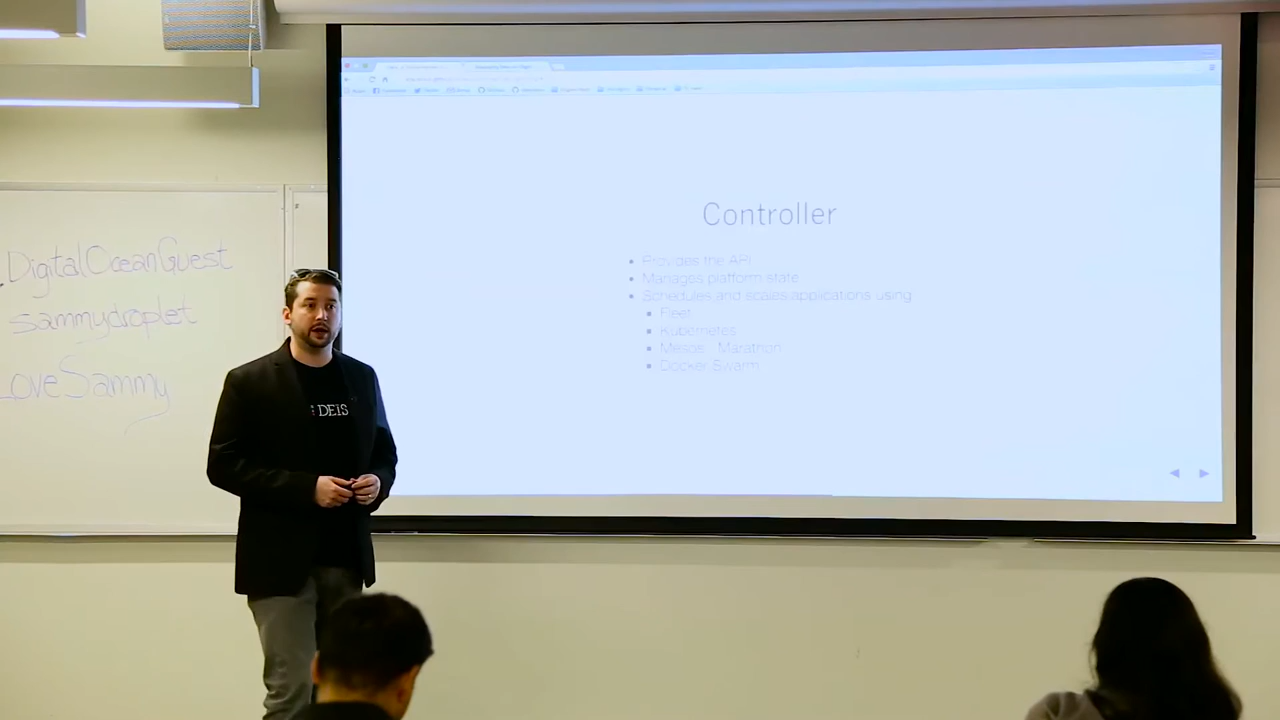 DigitalOceanGuest
sammydroplet
LoveSammy
DEIS
Controller
Provides the API
Manages platform state
Schedules and scales applications using
Fleet
Kubernetes
Mesos Marathon
Docker Swarm